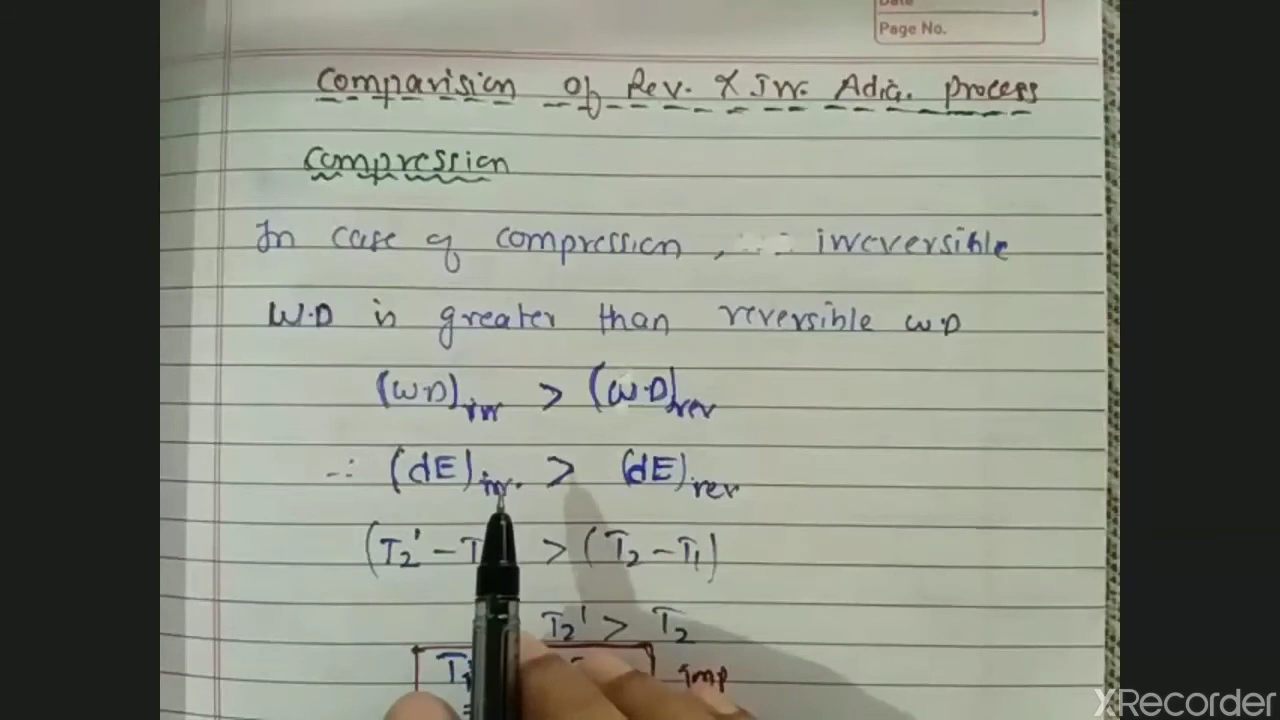 Date
Page No.
Comparision of Rev. & Irr. Adia. process
Compression
In case of compression, irreversible
W.D is greater than reversible W.D
(W.D)irr > (W.D)rev
∴ (dE)irr. > (dE)rev
(T₂' – T > (T₂ – T₁)
T₂' > T₂
imp
XRecorder